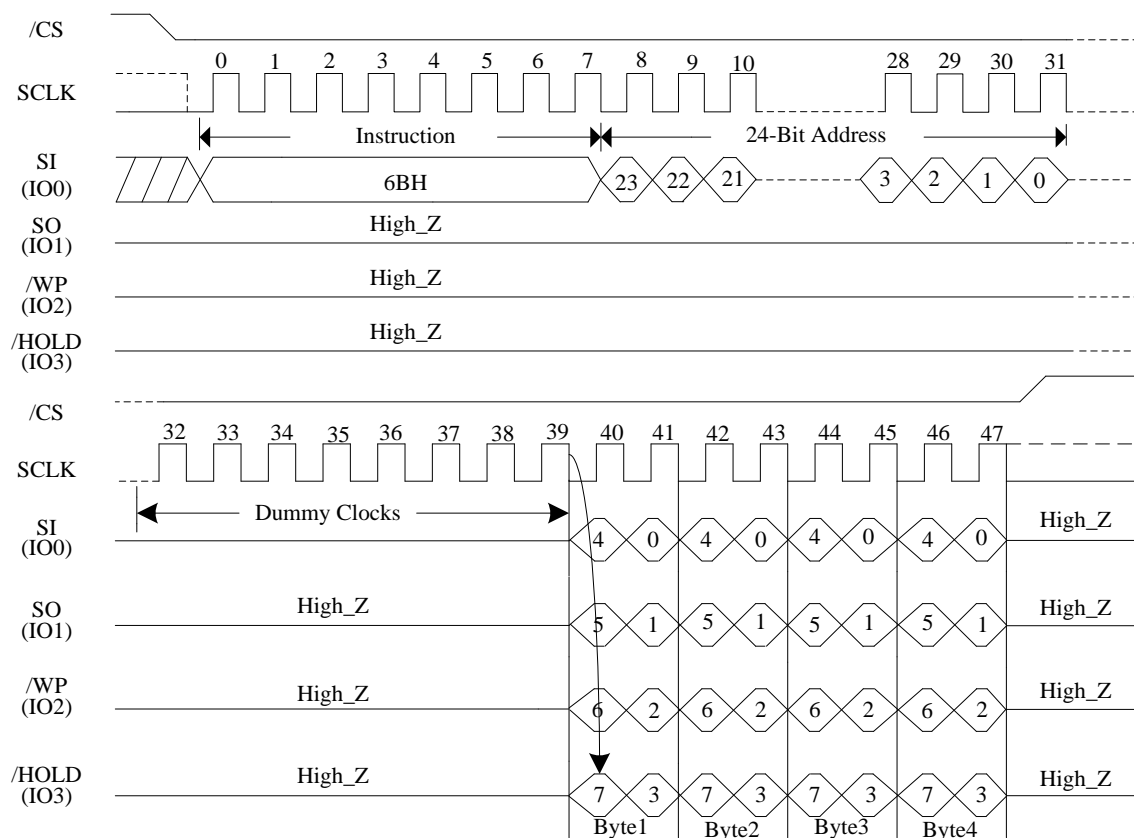 /CS
0 1 2 3 4 5 6 7 8 9 10 28 29 30 31
SCLK
Instruction 24-Bit Address
SI
(IO0)
6BH 23 22 21 3 2 1 0
SO
(IO1)
High_Z
/WP
(IO2)
High_Z
/HOLD
(IO3)
High_Z
/CS
32 33 34 35 36 37 38 39 40 41 42 43 44 45 46 47
SCLK
Dummy Clocks
SI
(IO0)
4 0 4 0 4 0 4 0 High_Z
SO
(IO1)
High_Z 5 1 5 1 5 1 5 1 High_Z
/WP
(IO2)
High_Z 6 2 6 2 6 2 6 2 High_Z
/HOLD
(IO3)
High_Z 7 3 7 3 7 3 7 3 High_Z
Byte1 Byte2 Byte3 Byte4